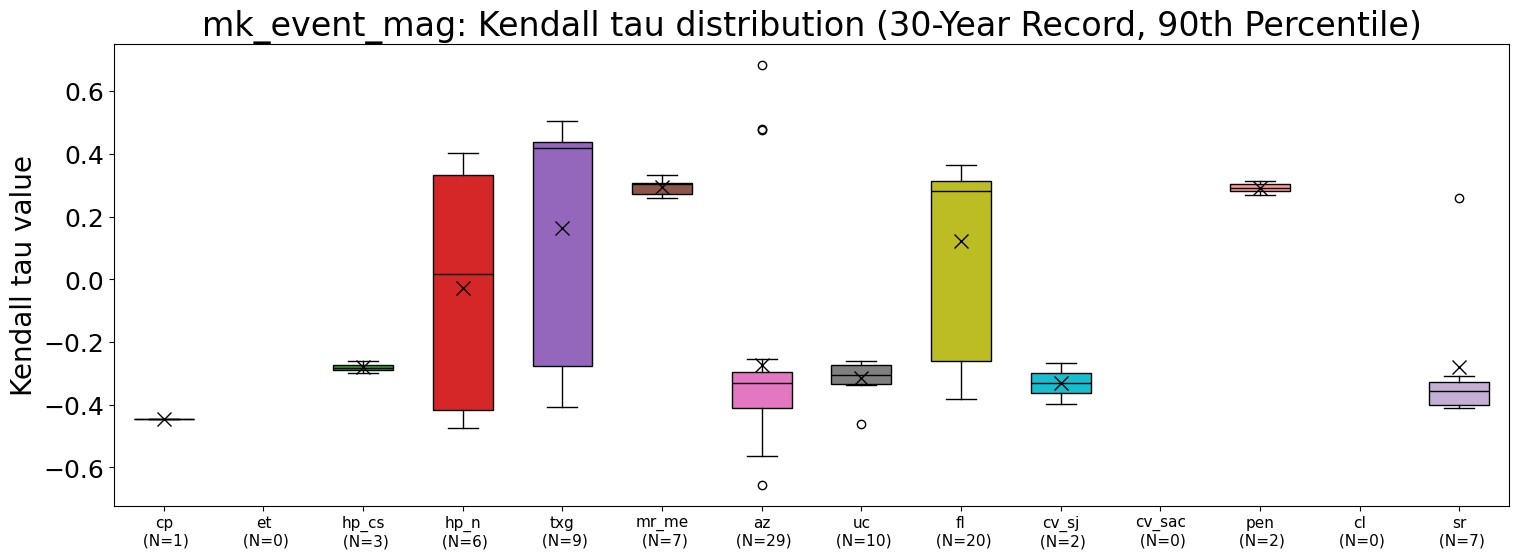 mk_event_mag: Kendall tau distribution (30-Year Record, 90th Percentile)
Kendall tau value
0.6
0.4
0.2
0.0
−0.2
−0.4
−0.6
cp et hp_cs hp_n txg mr_me az uc fl cv_sj cv_sac pen cl sr
(N=1) (N=0) (N=3) (N=6) (N=9) (N=7) (N=29) (N=10) (N=20) (N=2) (N=0) (N=2) (N=0) (N=7)